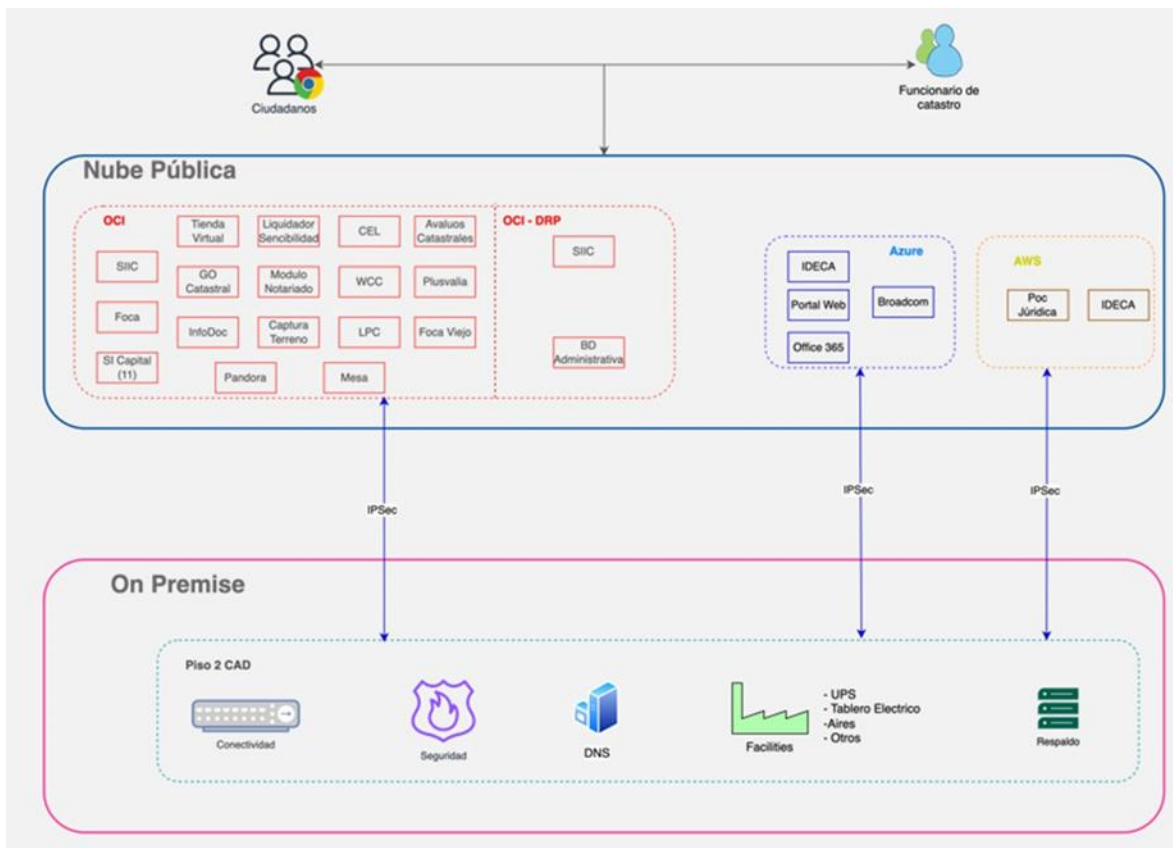 Ciudadanos
Funcionario de
catastro
Nube Pública
OCI
Tienda
Virtual
Liquidador
Sencibilidad
CEL
Avaluos
Catastrales
SIIC
GO
Catastral
Modulo
Notariado
WCC
Plusvalia
Foca
InfoDoc
Captura
Terreno
LPC
Foca Viejo
SI Capital
(11)
Pandora
Mesa
OCI - DRP
SIIC
BD
Administrativa
Azure
IDECA
Portal Web
Broadcom
Office 365
AWS
Poc
Júridica
IDECA
IPSec
IPSec
IPSec
On Premise
Piso 2 CAD
Conectividad
Seguridad
DNS
Facilities
- UPS
- Tablero Electrico
-Aires
- Otros
Respaldo